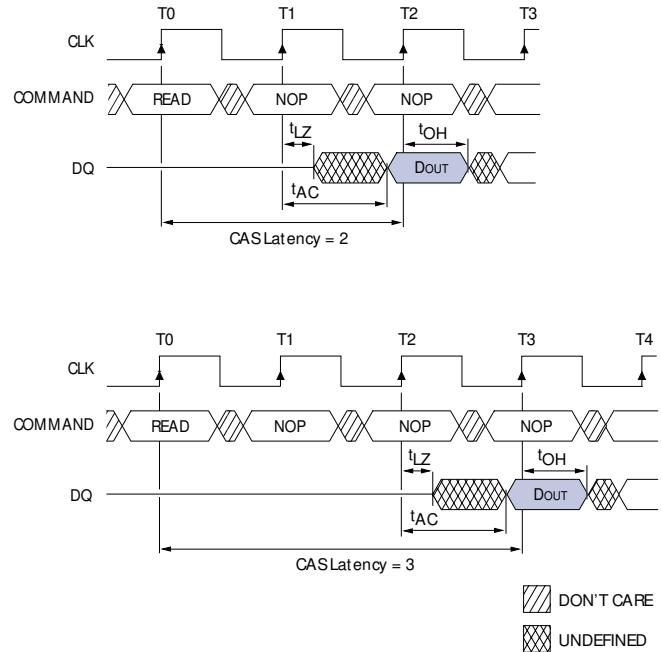 T0 T1 T2 T3
CLK
COMMAND READ NOP NOP
tLZ tOH
DQ DOUT
tAC
CAS Latency = 2
T0 T1 T2 T3 T4
CLK
COMMAND READ NOP NOP NOP
tLZ tOH
DQ DOUT
tAC
CAS Latency = 3
DON'T CARE
UNDEFINED